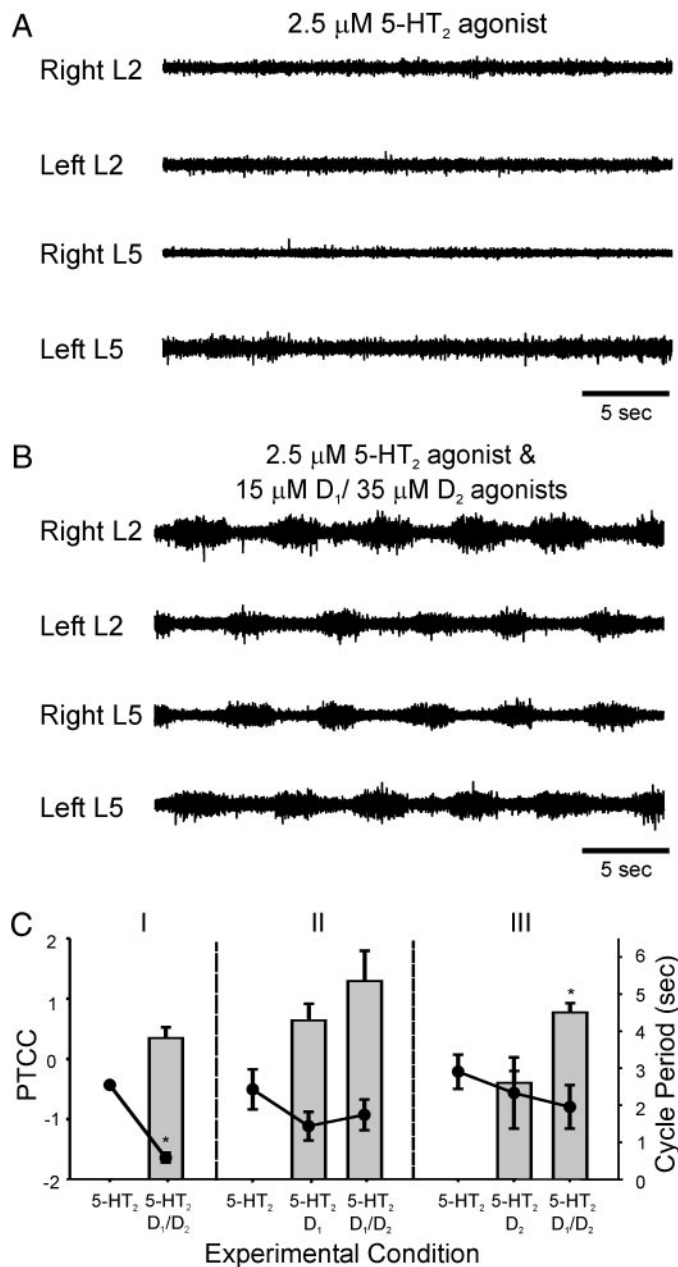 A
2.5 μM 5-HT₂ agonist
Right L2
Left L2
Right L5
Left L5
5 sec
B
2.5 μM 5-HT₂ agonist &
15 μM D₁/ 35 μM D₂ agonists
Right L2
Left L2
Right L5
Left L5
5 sec
C
I II III
2 6
5
1 4
0 3
2
-1 1
-2 0
PTCC
Cycle Period (sec)
* *
5-HT₂ 5-HT₂ 5-HT₂ 5-HT₂ 5-HT₂ 5-HT₂ 5-HT₂ 5-HT₂
D₁/D₂ D₁ D₁/D₂ D₂ D₁/D₂
Experimental Condition